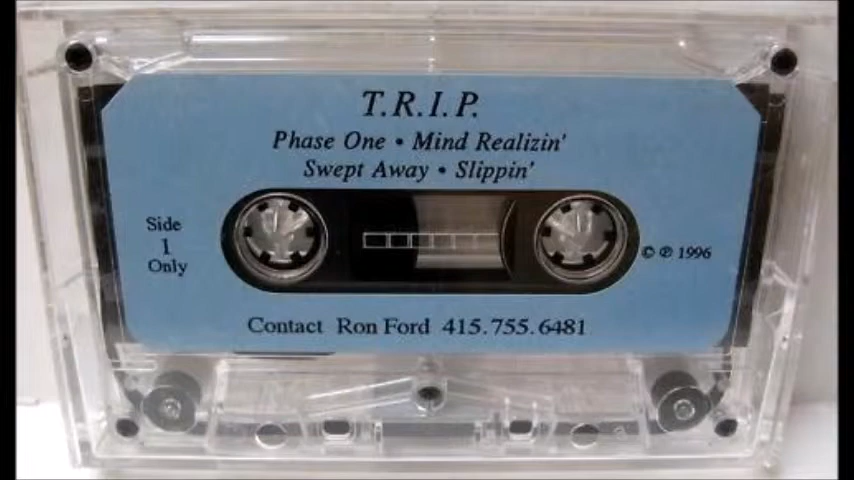 T.R.I.P.
Phase One • Mind Realizin'
Swept Away • Slippin'
Side
1
Only
© ℗ 1996
Contact Ron Ford 415.755.6481